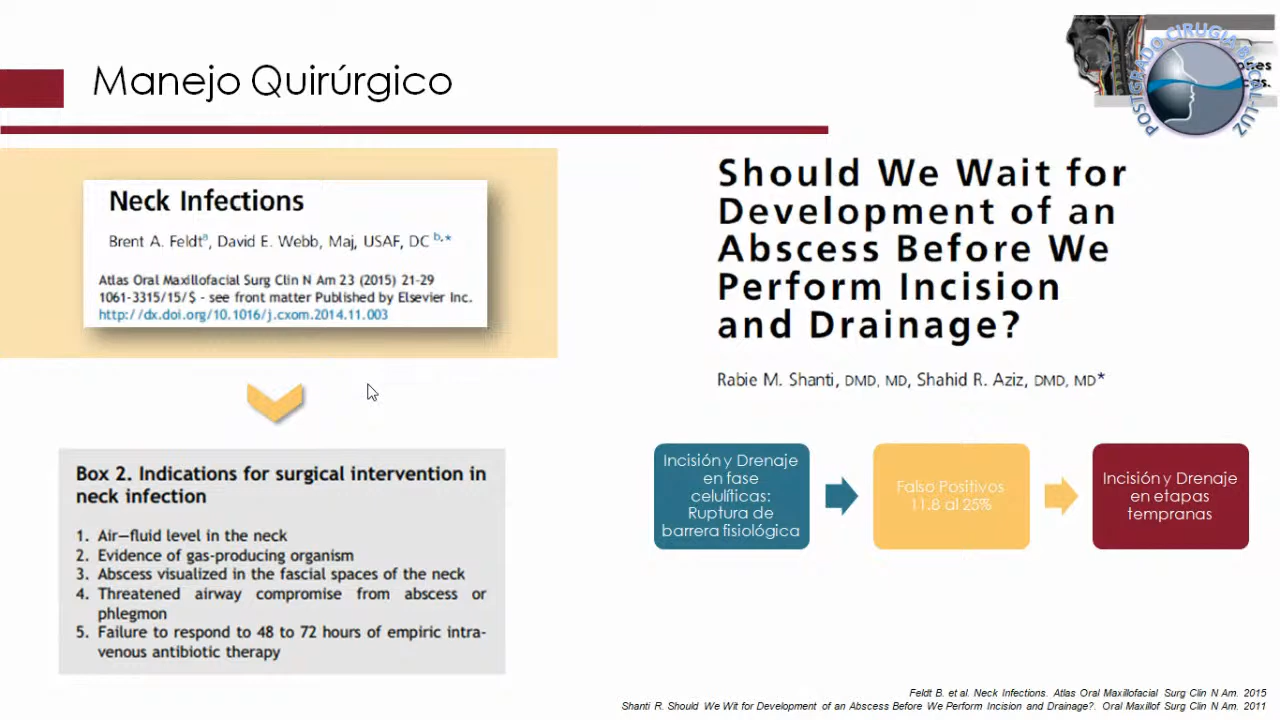 Manejo Quirúrgico
POSTGRADO CIRUGIA BUCAL-LUZ
Neck Infections
Brent A. Feldtᵃ, David E. Webb, Maj, USAF, DC ᵇ,*
Atlas Oral Maxillofacial Surg Clin N Am 23 (2015) 21-29
1061-3315/15/$ - see front matter Published by Elsevier Inc.
http://dx.doi.org/10.1016/j.cxom.2014.11.003
Box 2. Indications for surgical intervention in
neck infection
1. Air—fluid level in the neck
2. Evidence of gas-producing organism
3. Abscess visualized in the fascial spaces of the neck
4. Threatened airway compromise from abscess or
phlegmon
5. Failure to respond to 48 to 72 hours of empiric intra-
venous antibiotic therapy
Should We Wait for
Development of an
Abscess Before We
Perform Incision
and Drainage?
Rabie M. Shanti, DMD, MD, Shahid R. Aziz, DMD, MD*
Incisión y Drenaje
en fase
celulíticas:
Ruptura de
barrera fisiológica
Falso Positivos
11.8 al 25%
Incisión y Drenaje
en etapas
tempranas
Feldt B. et al. Neck Infections. Atlas Oral Maxillofacial Surg Clin N Am. 2015
Shanti R. Should We Wit for Development of an Abscess Before We Perform Incision and Drainage?. Oral Maxillof Surg Clin N Am. 2011